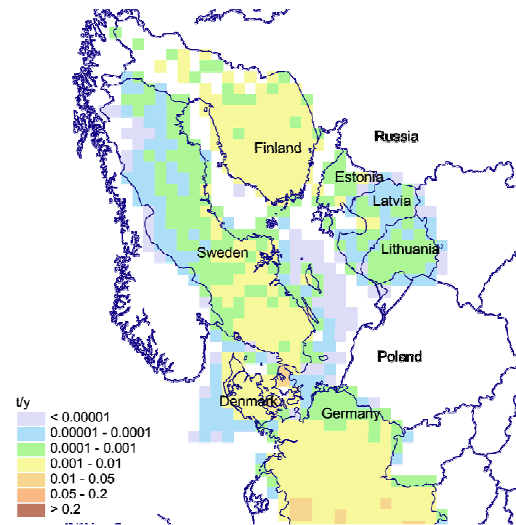 Russia
Finland
Estonia
Latvia
Lithuania
Sweden
Poland
Denmark
Germany
t/y
< 0.00001
0.00001 - 0.0001
0.0001 - 0.001
0.001 - 0.01
0.01 - 0.05
0.05 - 0.2
> 0.2